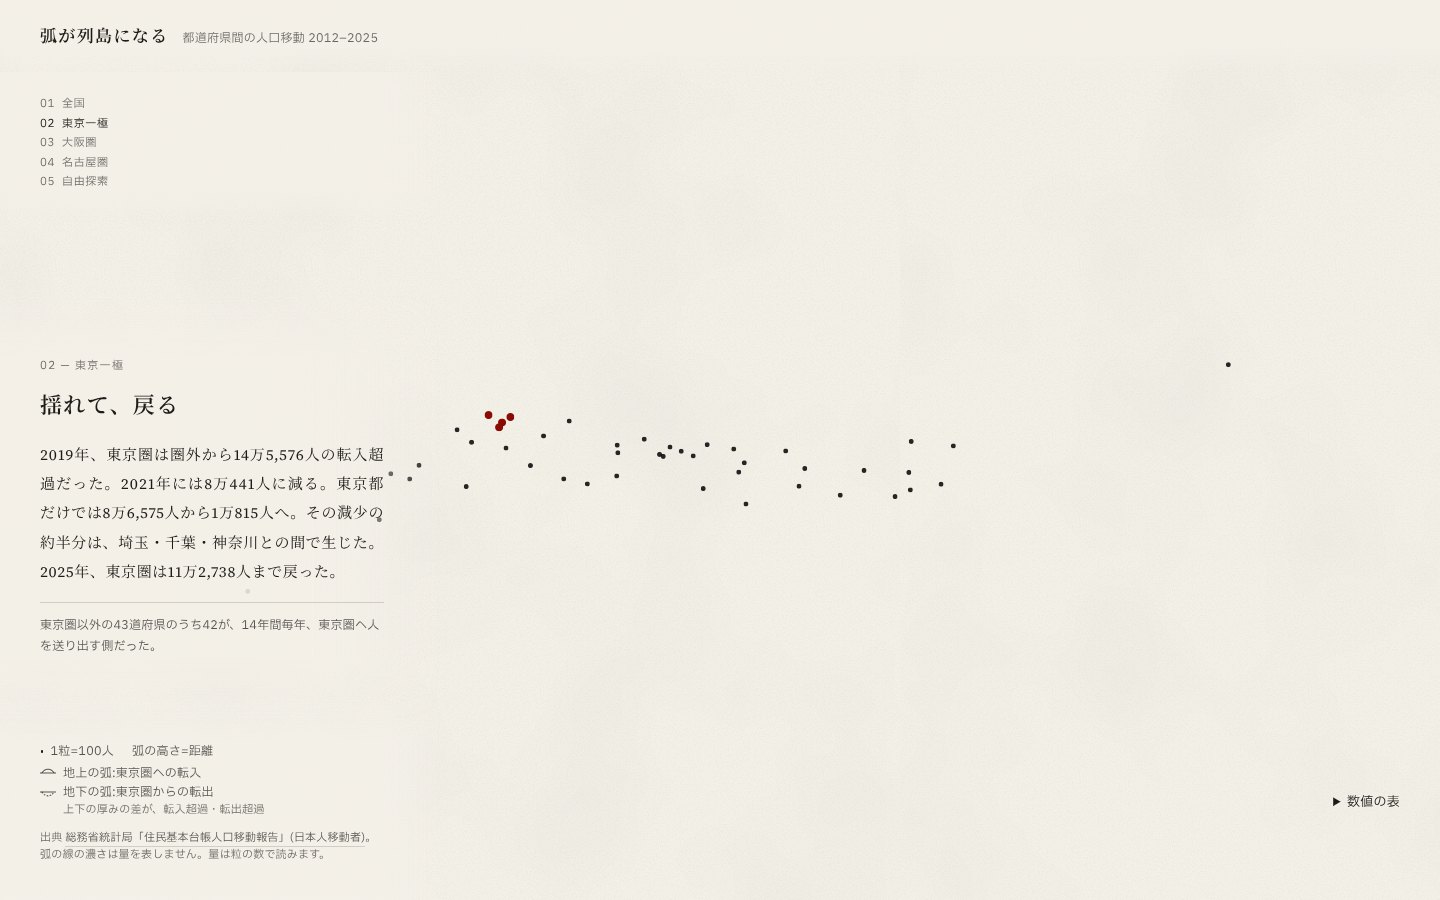 弧が列島になる 都道府県間の人口移動 2012–2025
01 全国
02 東京一極
03 大阪圏
04 名古屋圏
05 自由探索
02 — 東京一極
揺れて、戻る
2019年、東京圏は圏外から14万5,576人の転入超
過だった。2021年には8万441人に減る。東京都
だけでは8万6,575人から1万815人へ。その減少の
約半分は、埼玉・千葉・神奈川との間で生じた。
2025年、東京圏は11万2,738人まで戻った。
東京圏以外の43道府県のうち42が、14年間毎年、東京圏へ人
を送り出す側だった。
1粒=100人 弧の高さ=距離
地上の弧:東京圏への転入
地下の弧:東京圏からの転出
上下の厚みの差が、転入超過・転出超過
出典 総務省統計局「住民基本台帳人口移動報告」(日本人移動者)。
弧の線の濃さは量を表しません。量は粒の数で読みます。
▶ 数値の表